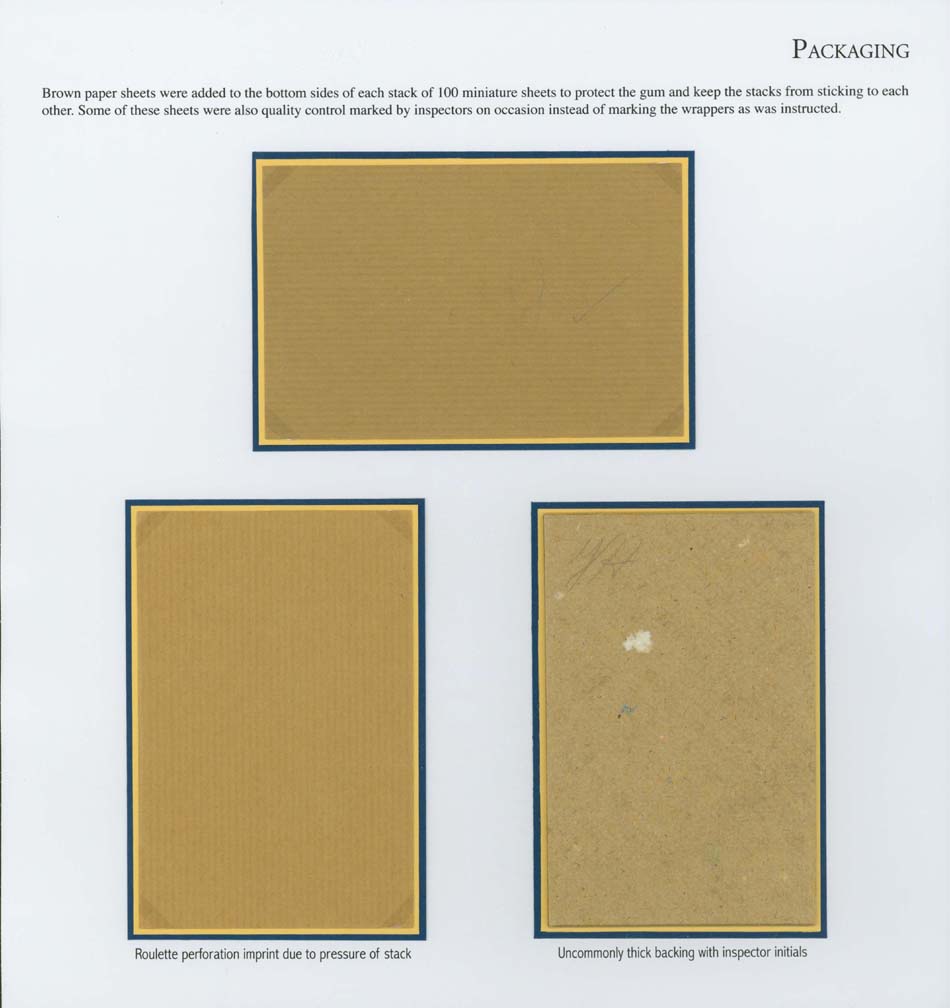 PACKAGING
Brown paper sheets were added to the bottom sides of each stack of 100 miniature sheets to protect the gum and keep the stacks from sticking to each
other. Some of these sheets were also quality control marked by inspectors on occasion instead of marking the wrappers as was instructed.
Roulette perforation imprint due to pressure of stack
Uncommonly thick backing with inspector initials